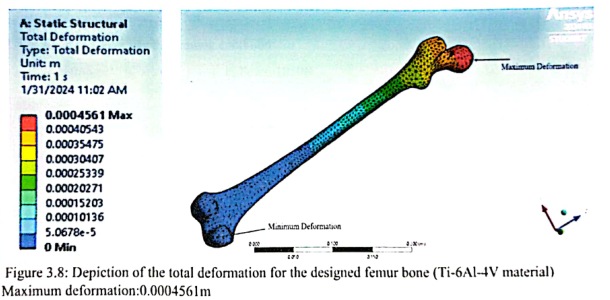 A: Static Structural
Total Deformation
Type: Total Deformation
Unit: m
Time: 1 s
1/31/2024 11:02 AM
0.0004561 Max
0.00040543
0.00035475
0.00030407
0.00025339
0.00020271
0.00015203
0.00010136
5.0678e-5
0 Min
Ansys
Maximum Deformation
Minimum Deformation
0.100
Figure 3.8: Depiction of the total deformation for the designed femur bone (Ti-6Al-4V material)
Maximum deformation:0.0004561m